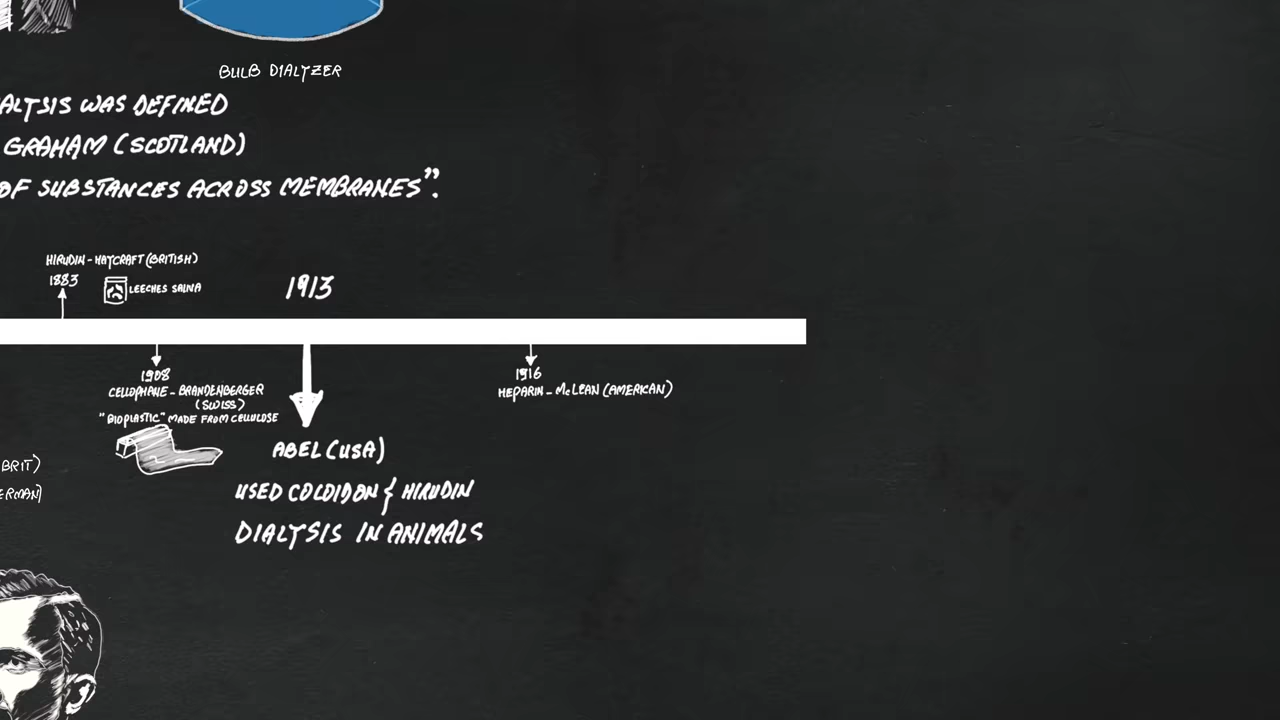 BULB DIALYZER
ALYSIS WAS DEFINED
GRAHAM (SCOTLAND)
OF SUBSTANCES ACROSS MEMBRANES".
HIRUDIN - HAYCRAFT (BRITISH)
1883
LEECHES SALIVA
1913
1908
CELLOPHANE - BRANDENBERGER
(SWISS)
"BIOPLASTIC" MADE FROM CELLULOSE
1916
HEPARIN - McLEAN (AMERICAN)
ABEL (USA)
BRIT)
USED COLOIDON & HIRUDIN
ERMAN)
DIALYSIS IN ANIMALS